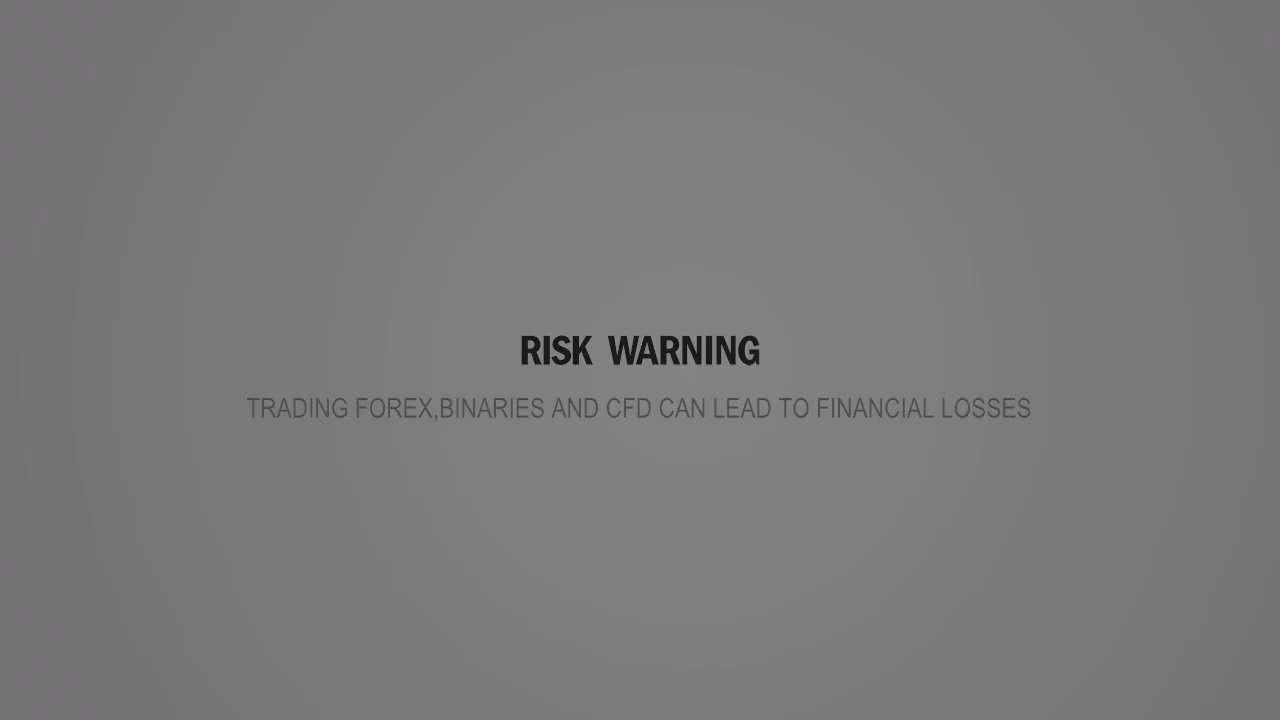 RISK WARNING
TRADING FOREX,BINARIES AND CFD CAN LEAD TO FINANCIAL LOSSES